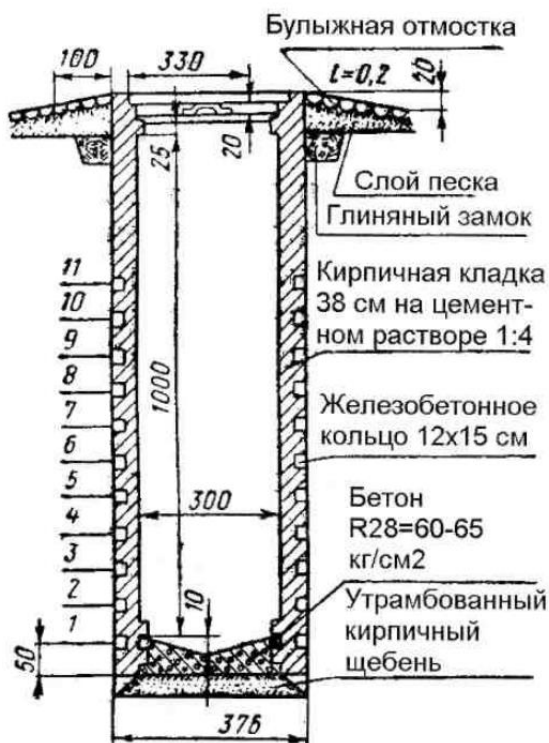 Булыжная отмостка
100
330
i=0,2
20
25
20
Слой песка
Глиняный замок
11
10
9
8
7
6
5
4
3
2
1
1000
Кирпичная кладка
38 см на цемент-
ном растворе 1:4
Железобетонное
кольцо 12х15 см
300
Бетон
R28=60-65
кг/см2
10
Утрамбованный
кирпичный
щебень
50
376